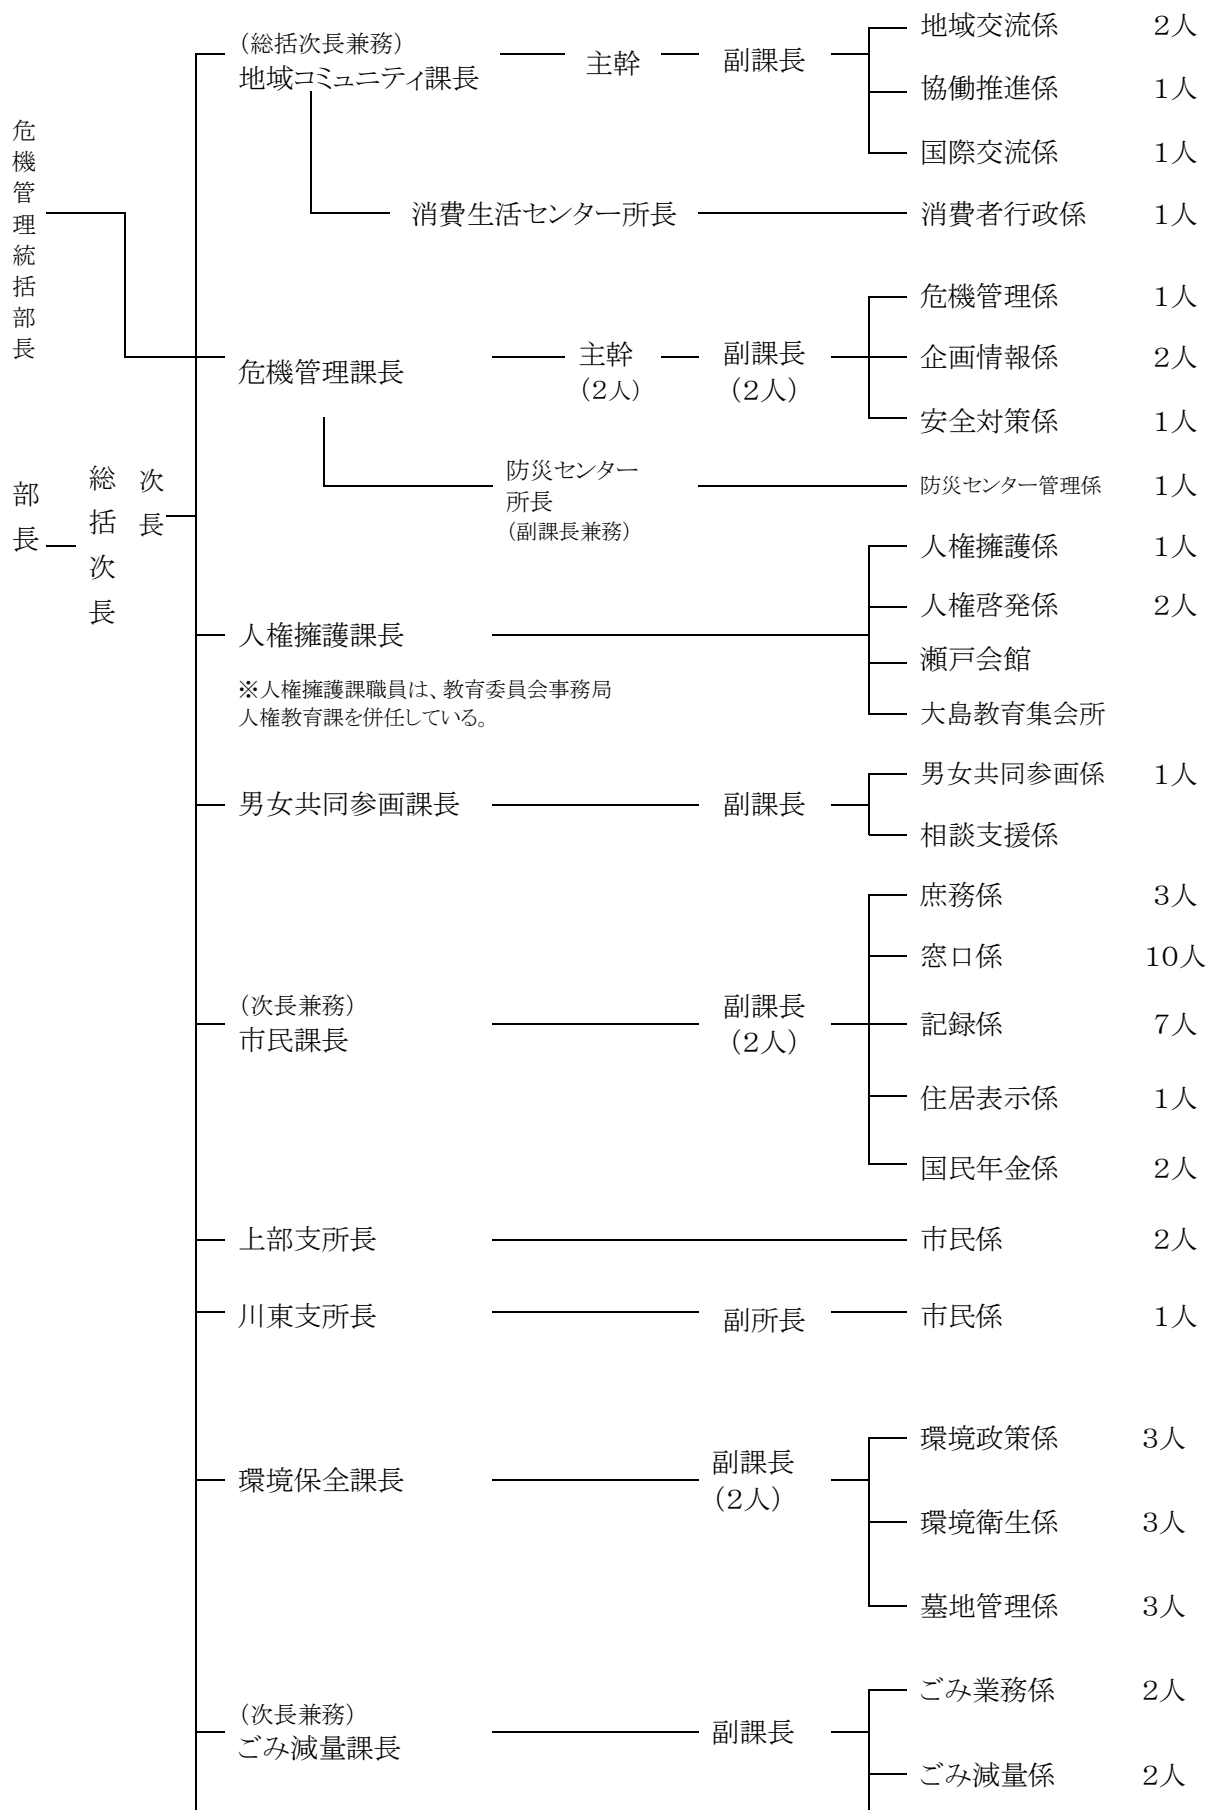 危機管理統括部長
部長
総括次長
次長
(総括次長兼務)
地域コミュニティ課長
主幹
副課長
地域交流係 2人
協働推進係 1人
国際交流係 1人
消費生活センター所長
消費者行政係 1人
危機管理課長
主幹
(2人)
副課長
(2人)
危機管理係 1人
企画情報係 2人
安全対策係 1人
防災センター
所長
(副課長兼務)
防災センター管理係 1人
人権擁護課長
※人権擁護課職員は、教育委員会事務局
人権教育課を併任している。
人権擁護係 1人
人権啓発係 2人
瀬戸会館
大島教育集会所
男女共同参画課長
副課長
男女共同参画係 1人
相談支援係
(次長兼務)
市民課長
副課長
(2人)
庶務係 3人
窓口係 10人
記録係 7人
住居表示係 1人
国民年金係 2人
上部支所長
市民係 2人
川東支所長
副所長
市民係 1人
環境保全課長
副課長
(2人)
環境政策係 3人
環境衛生係 3人
墓地管理係 3人
(次長兼務)
ごみ減量課長
副課長
ごみ業務係 2人
ごみ減量係 2人